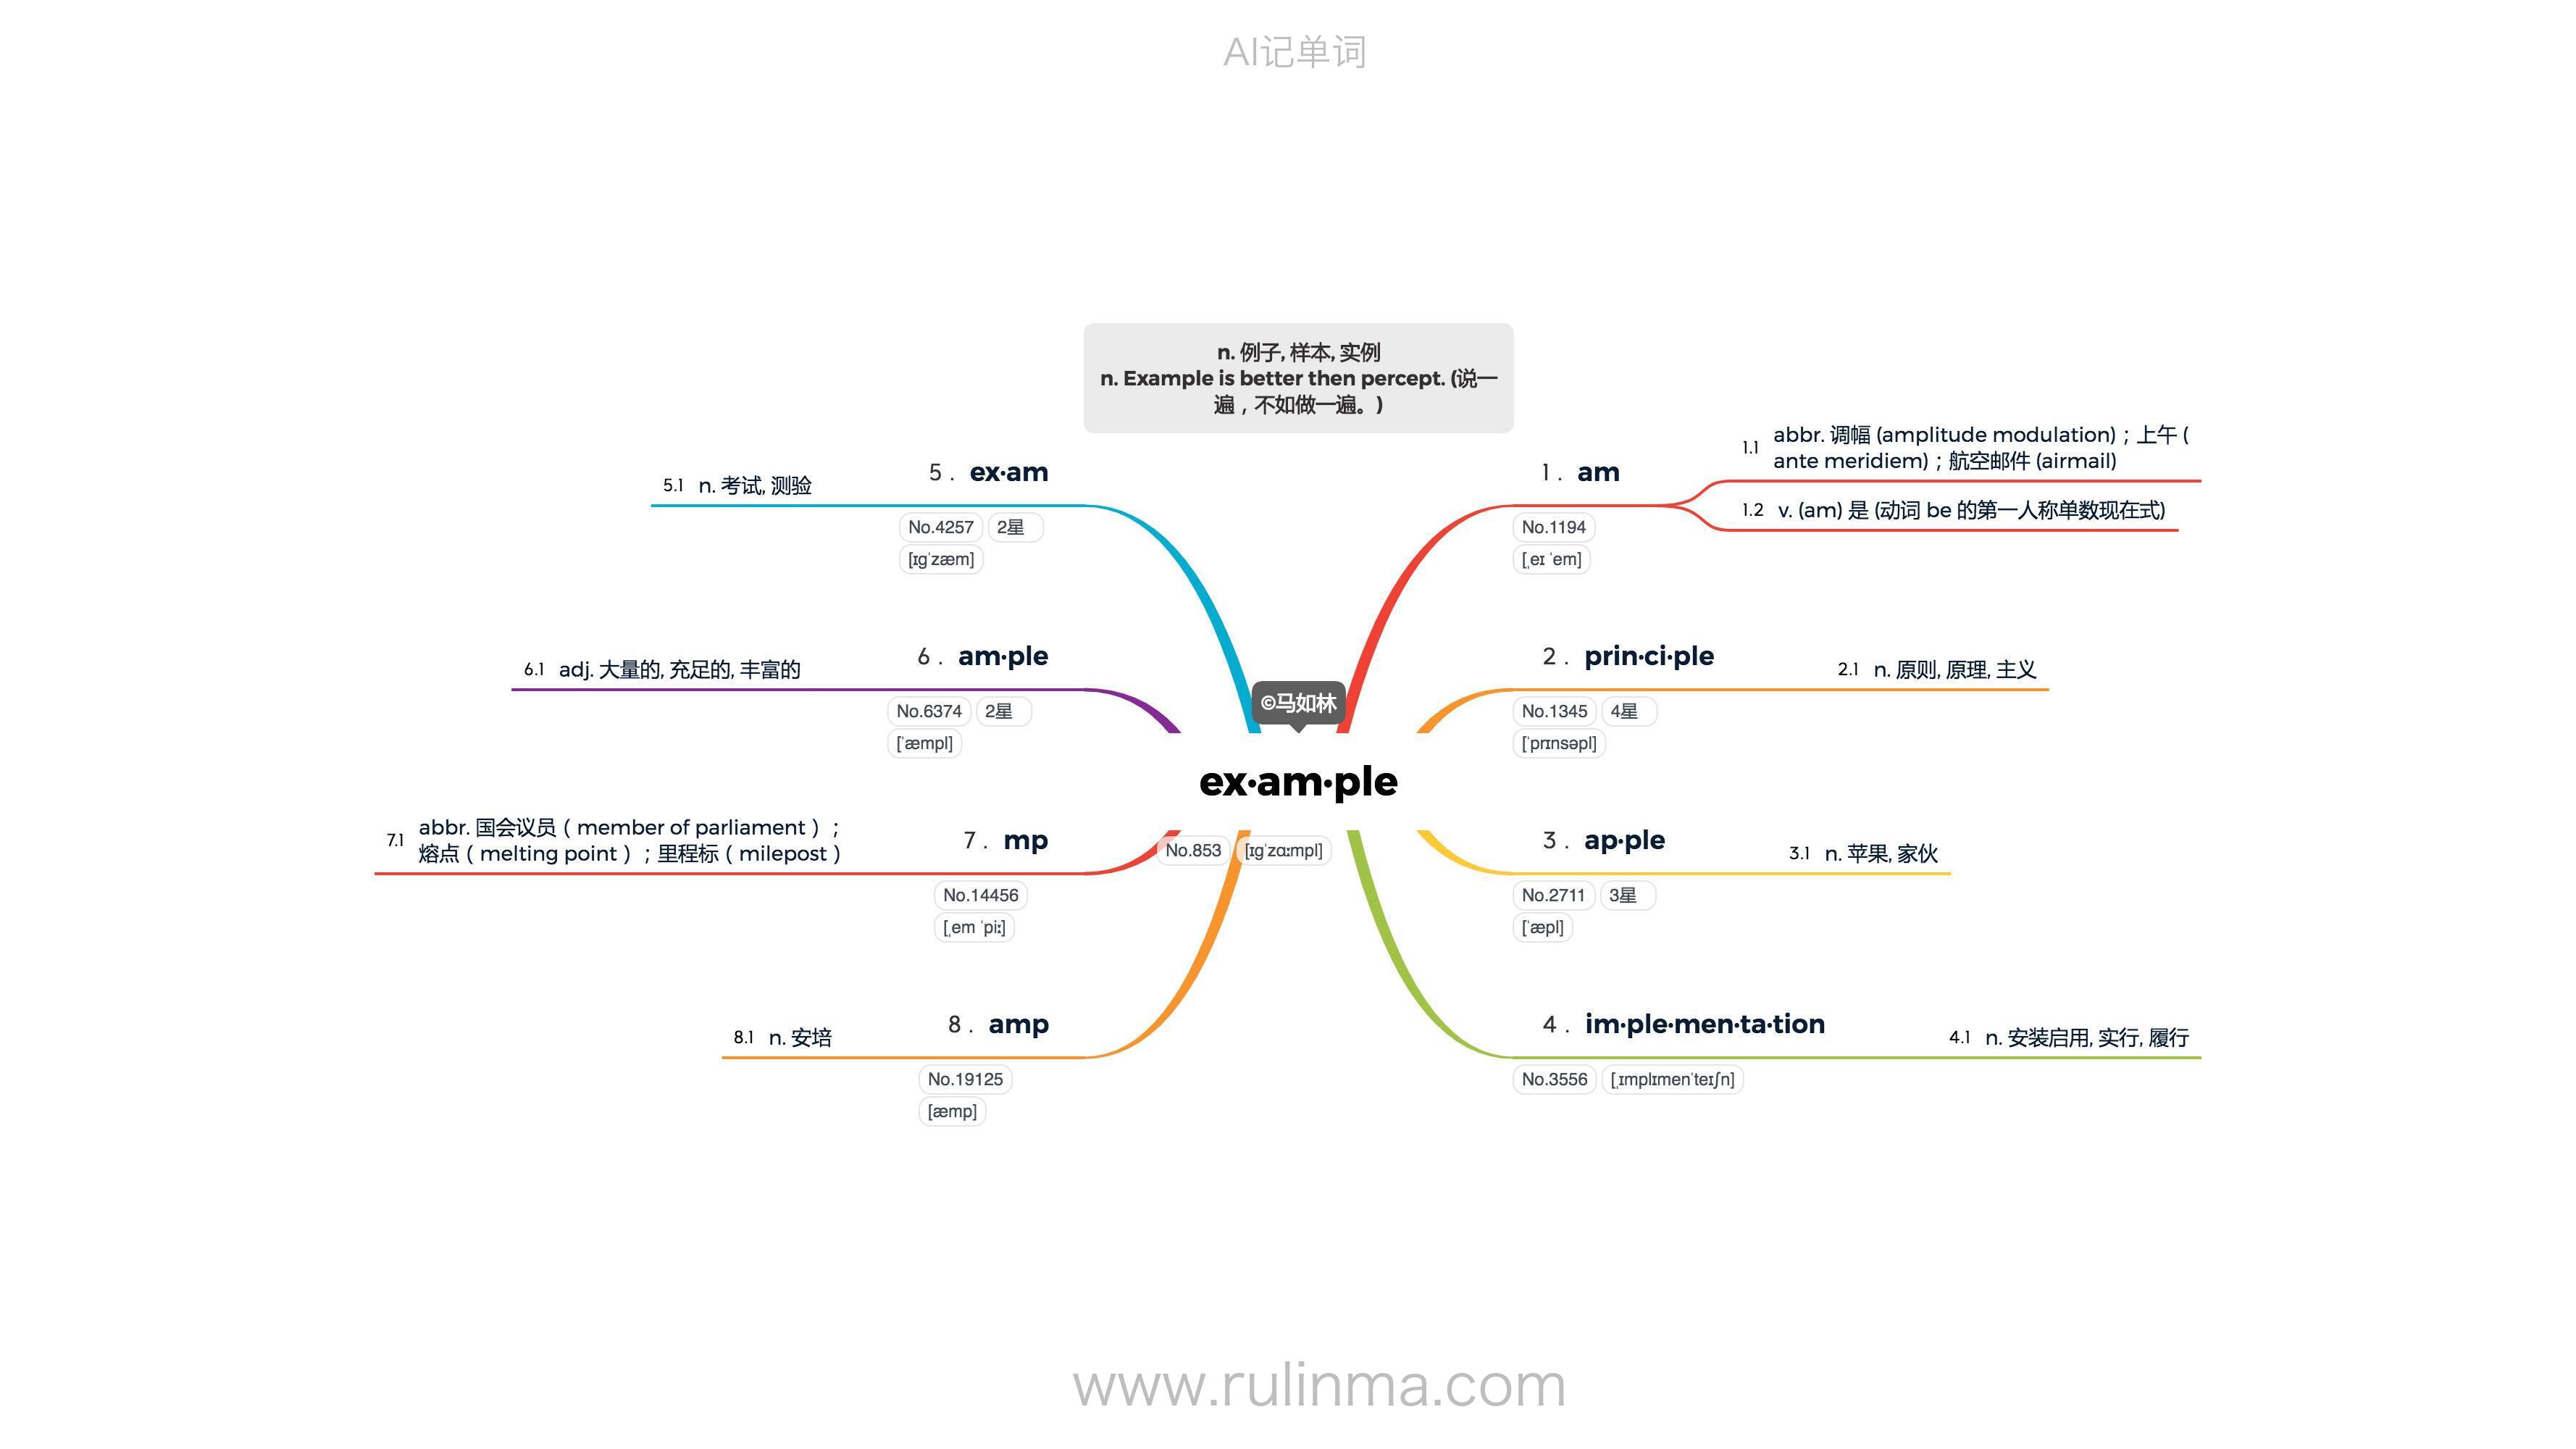 AI记单词
n. 例子, 样本, 实例
n. Example is better then percept. (说一
遍，不如做一遍。)
©马如林
ex·am·ple
No.853 [ɪgˈzɑːmpl]
1. am
No.1194
[ˌeɪ ˈem]
1.1 abbr. 调幅 (amplitude modulation)；上午 (
ante meridiem)；航空邮件 (airmail)
1.2 v. (am) 是 (动词 be 的第一人称单数现在式)
2. prin·ci·ple
No.1345 4星
[ˈprɪnsəpl]
2.1 n. 原则, 原理, 主义
3. ap·ple
No.2711 3星
[ˈæpl]
3.1 n. 苹果, 家伙
4. im·ple·men·ta·tion
No.3556 [ˌɪmplɪmenˈteɪʃn]
4.1 n. 安装启用, 实行, 履行
5. ex·am
No.4257 2星
[ɪgˈzæm]
5.1 n. 考试, 测验
6. am·ple
No.6374 2星
[ˈæmpl]
6.1 adj. 大量的, 充足的, 丰富的
7. mp
No.14456
[ˌem ˈpiː]
7.1 abbr. 国会议员（member of parliament）；
熔点（melting point）；里程标（milepost）
8. amp
No.19125
[æmp]
8.1 n. 安培
www.rulinma.com